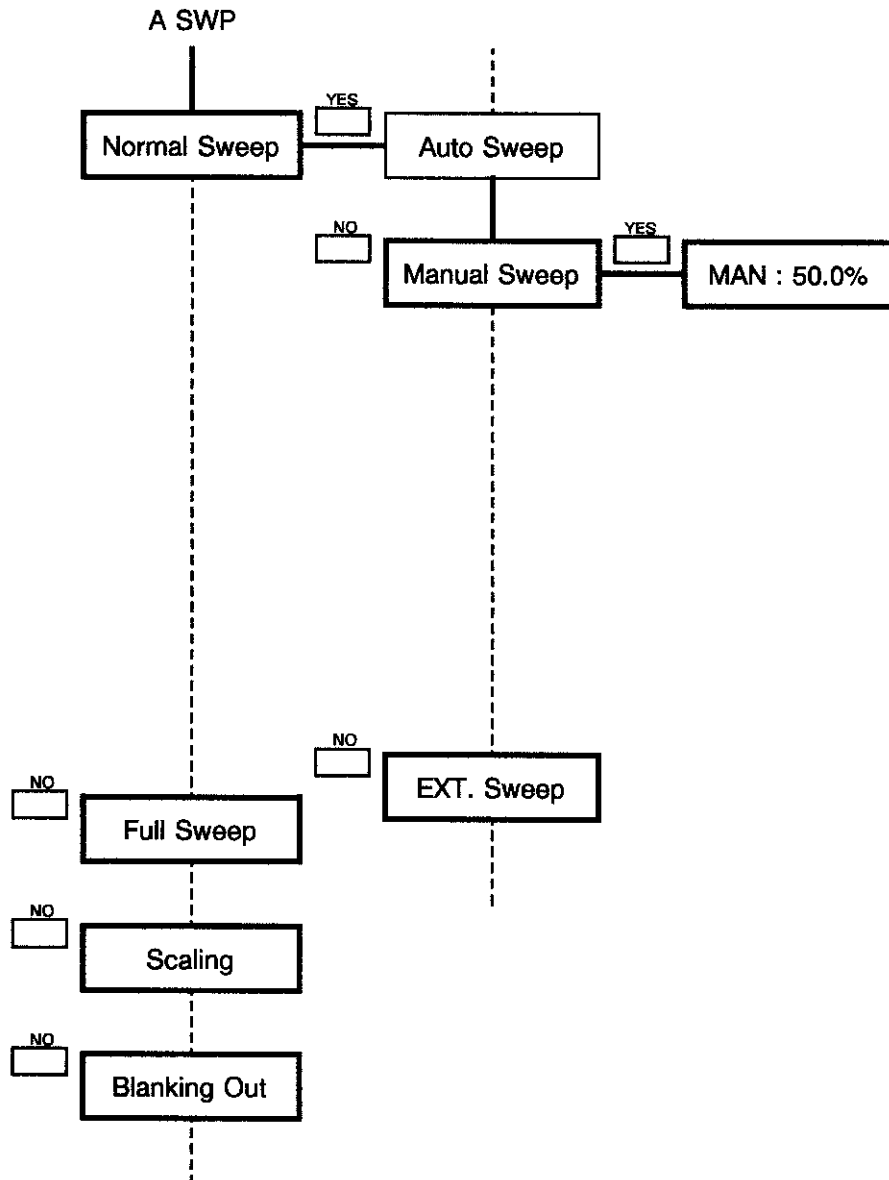 A SWP
YES
Normal Sweep
Auto Sweep
NO
YES
Manual Sweep
MAN : 50.0%
NO
EXT. Sweep
NO
Full Sweep
NO
Scaling
NO
Blanking Out